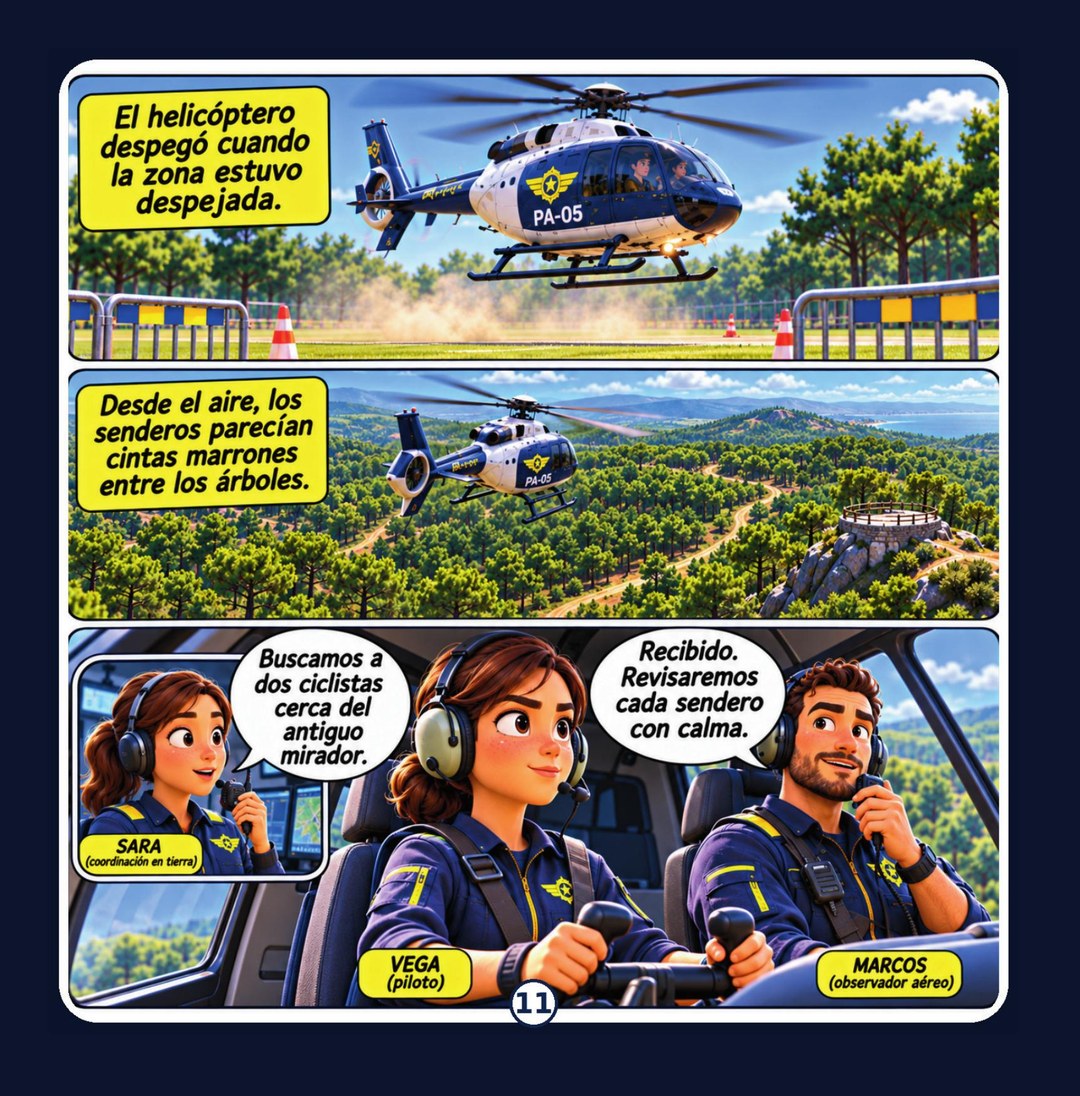 El helicóptero
despegó cuando
la zona estuvo
despejada.
PA-05
Desde el aire, los
senderos parecían
cintas marrones
entre los árboles.
PA-05
Buscamos a
dos ciclistas
cerca del
antiguo
mirador.
Recibido.
Revisaremos
cada sendero
con calma.
SARA
(coordinación en tierra)
VEGA
(piloto)
MARCOS
(observador aéreo)
11